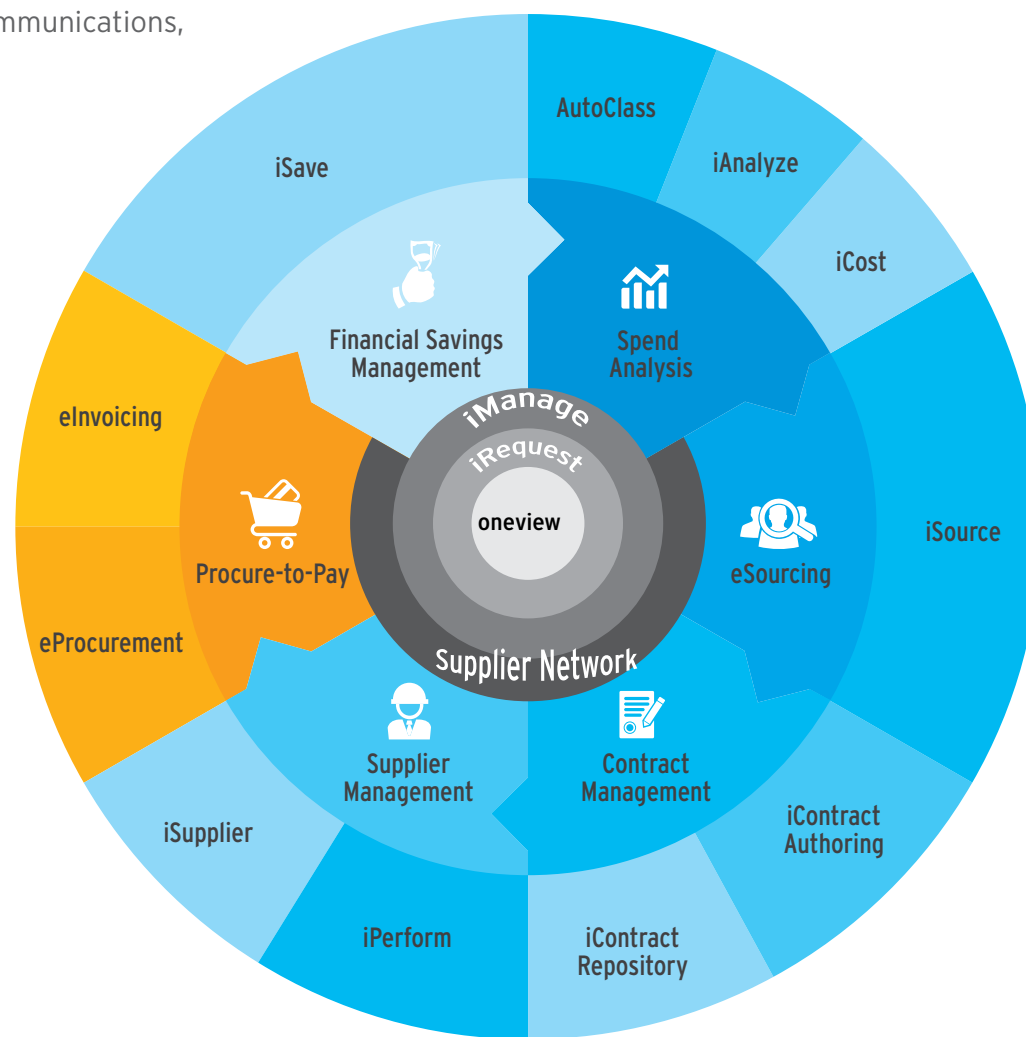 mmunications,
AutoClass
iAnalyze
iCost
iSave
Financial Savings
Management
Spend
Analysis
iManage
iRequest
oneview
Supplier Network
eInvoicing
Procure-to-Pay
eSourcing
iSource
eProcurement
Supplier
Management
Contract
Management
iSupplier
iContract
Authoring
iPerform
iContract
Repository